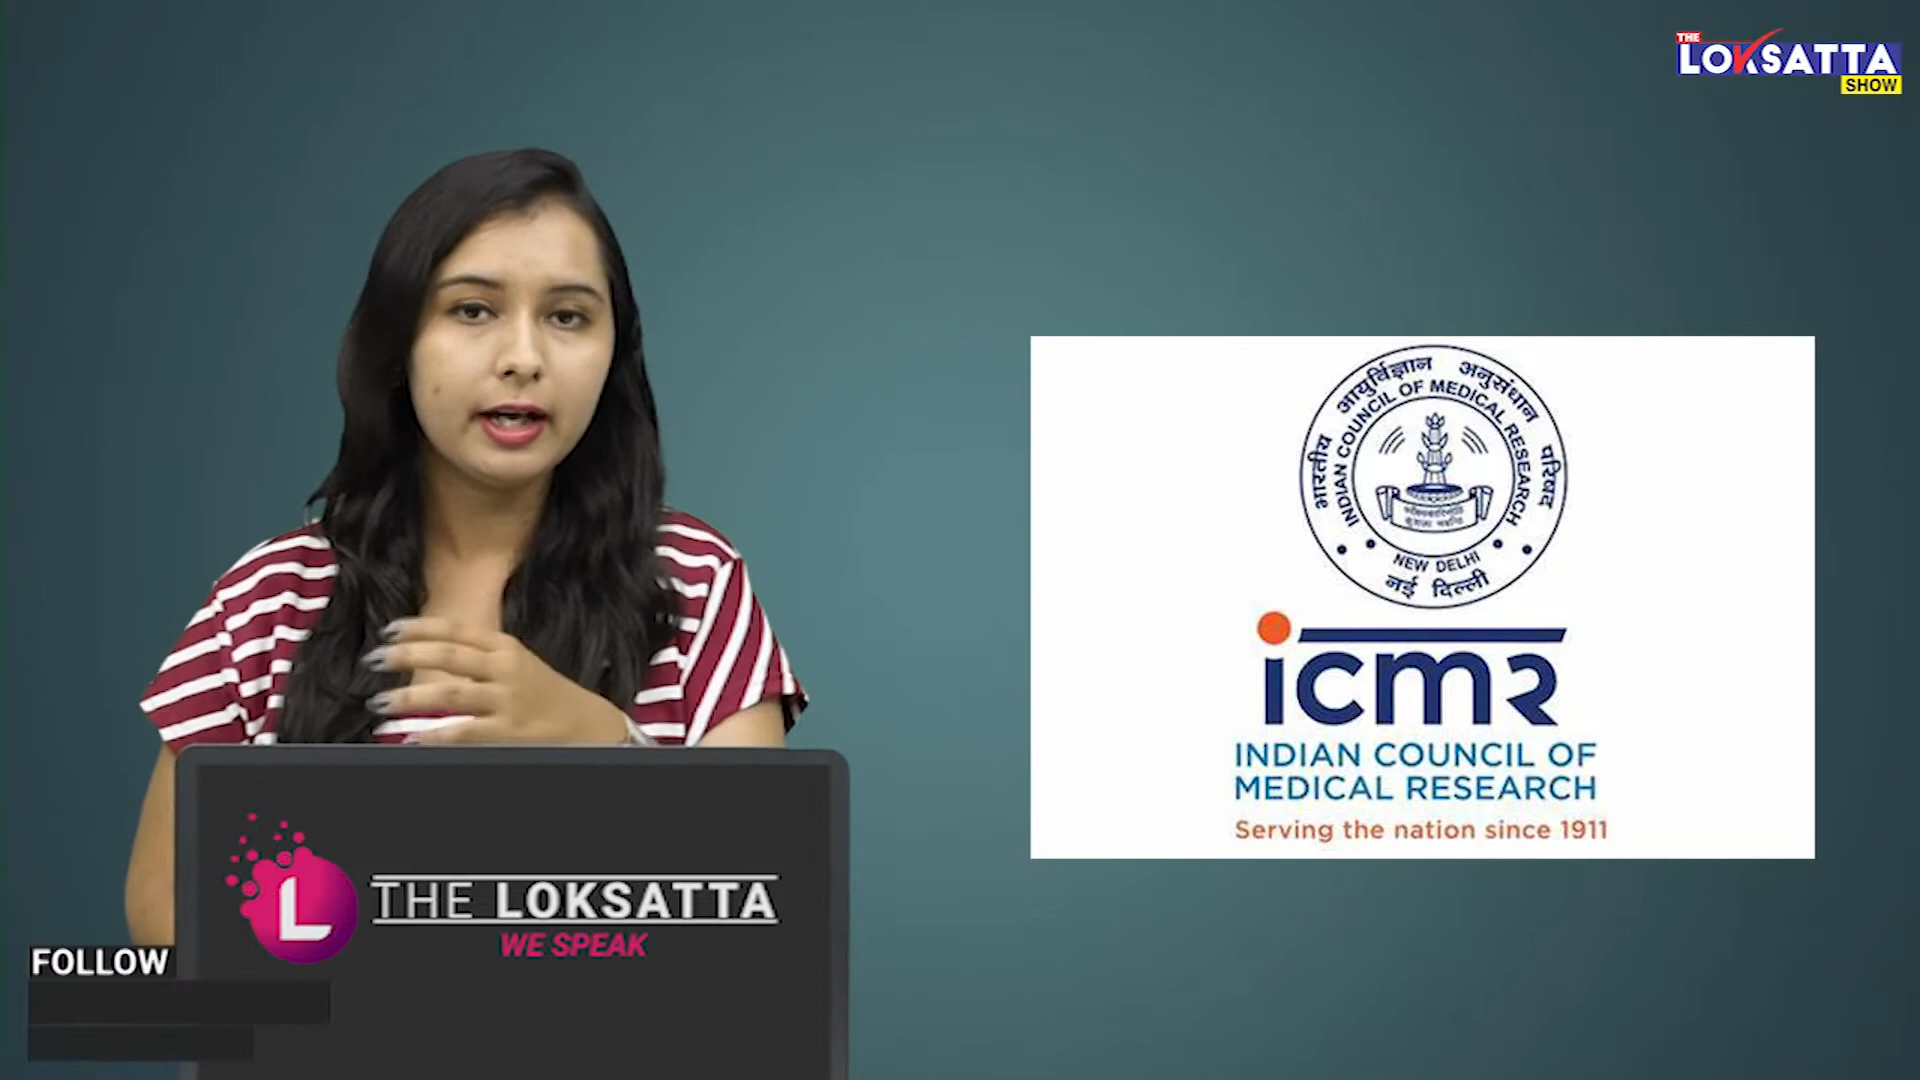 THE
LOKSATTA
SHOW
भारतीय आयुर्विज्ञान अनुसंधान परिषद
INDIAN COUNCIL OF MEDICAL RESEARCH
NEW DELHI
नई दिल्ली
icmr
INDIAN COUNCIL OF
MEDICAL RESEARCH
Serving the nation since 1911
L
THE LOKSATTA
WE SPEAK
FOLLOW